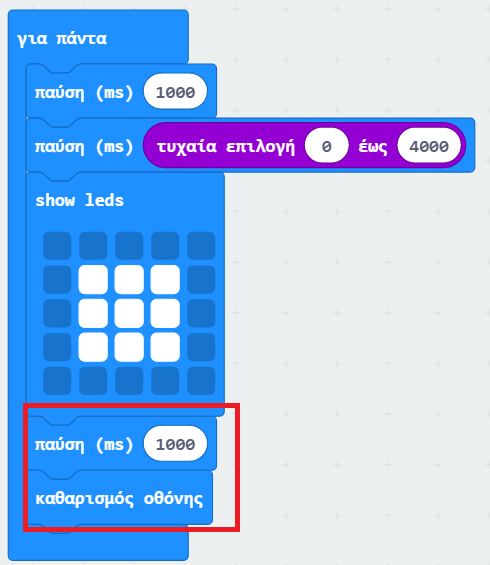 για πάντα
παύση (ms) 1000
παύση (ms) τυχαία επιλογή 0 έως 4000
show leds
παύση (ms) 1000
καθαρισμός οθόνης